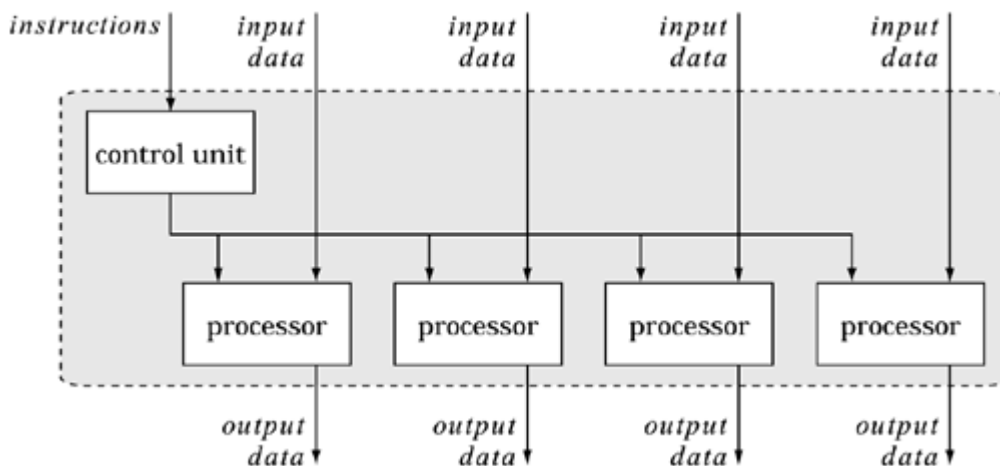 instructions
input
data
input
data
input
data
input
data
control unit
processor
processor
processor
processor
output
data
output
data
output
data
output
data